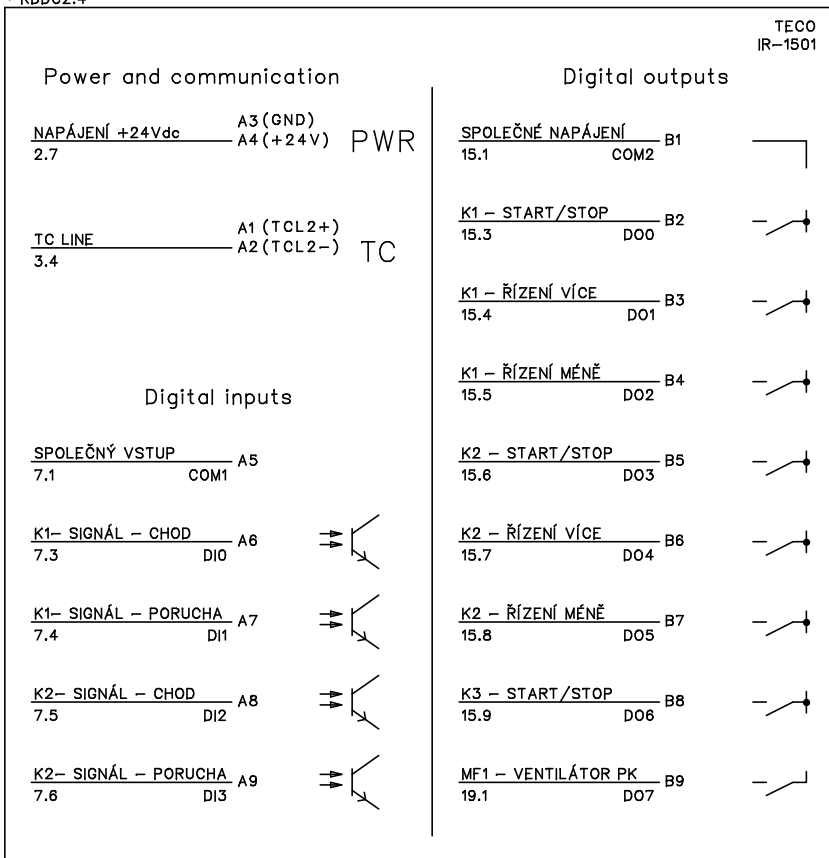 TECO
IR-1501
Power and communication
NAPÁJENÍ +24Vdc
2.7
A3 (GND)
A4 (+24V)
PWR
TC LINE
3.4
A1 (TCL2+)
A2 (TCL2-)
TC
Digital inputs
SPOLEČNÝ VSTUP
7.1 COM1
A5
K1- SIGNÁL - CHOD
7.3 DI0
A6
K1- SIGNÁL - PORUCHA
7.4 DI1
A7
K2- SIGNÁL - CHOD
7.5 DI2
A8
K2- SIGNÁL - PORUCHA
7.6 DI3
A9
Digital outputs
SPOLEČNÉ NAPÁJENÍ
15.1 COM2
B1
K1 - START/STOP
15.3 DO0
B2
K1 - ŘÍZENÍ VÍCE
15.4 DO1
B3
K1 - ŘÍZENÍ MÉNĚ
15.5 DO2
B4
K2 - START/STOP
15.6 DO3
B5
K2 - ŘÍZENÍ VÍCE
15.7 DO4
B6
K2 - ŘÍZENÍ MÉNĚ
15.8 DO5
B7
K3 - START/STOP
15.9 DO6
B8
MF1 - VENTILÁTOR PK
19.1 DO7
B9